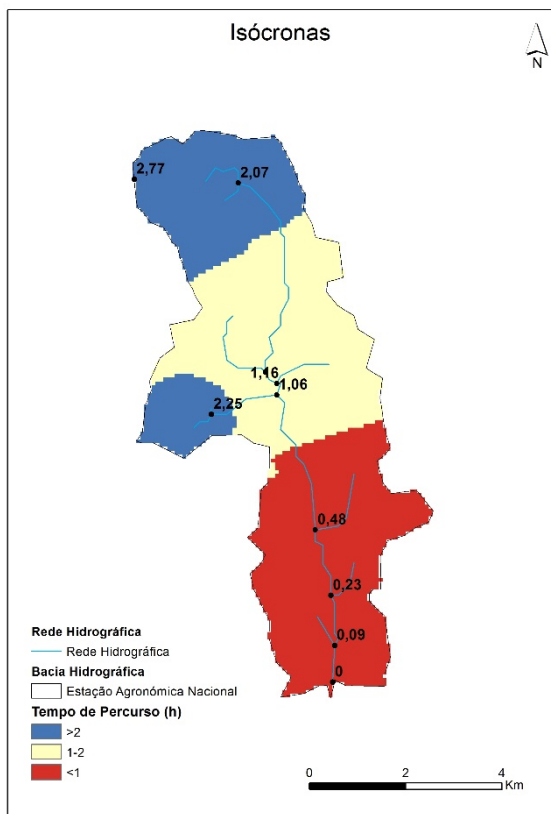 Isócronas
N
2,77
2,07
1,16
1,06
2,25
0,48
0,23
0,09
0
Rede Hidrográfica
Rede Hidrográfica
Bacia Hidrográfica
Estação Agronómica Nacional
Tempo de Percurso (h)
>2
1-2
<1
0 2 4
Km